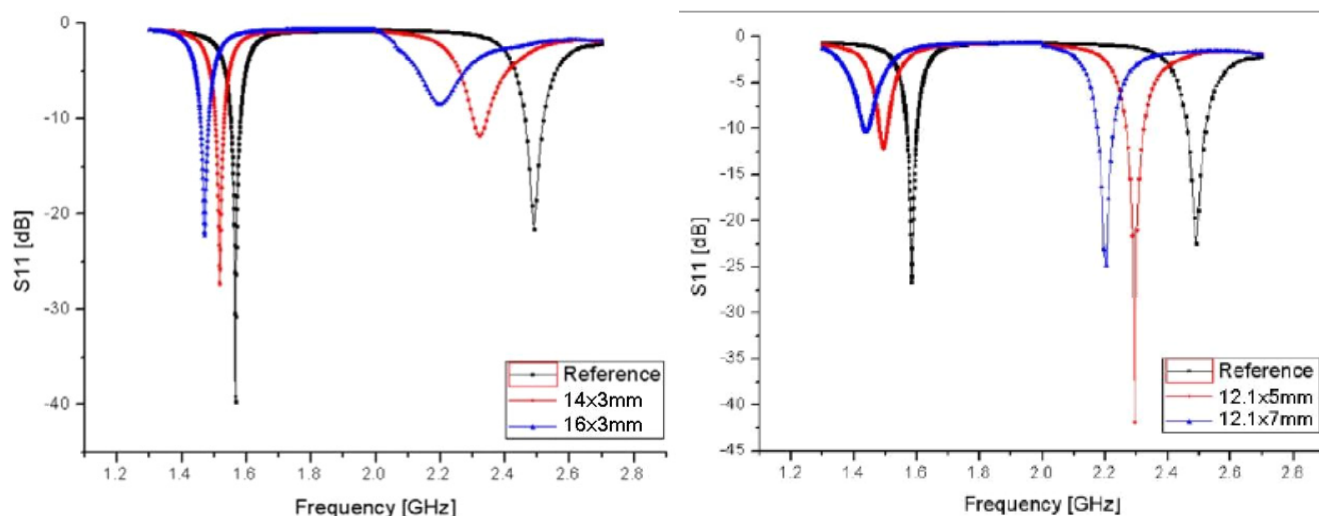 0
-10
-20
-30
-40
S11 [dB]
1.2 1.4 1.6 1.8 2.0 2.2 2.4 2.6 2.8
Frequency [GHz]
Reference
14x3mm
16x3mm
0
-5
-10
-15
-20
-25
-30
-35
-40
-45
S11 [dB]
1.2 1.4 1.6 1.8 2.0 2.2 2.4 2.6 2.8
Frequency [GHz]
Reference
12.1x5mm
12.1x7mm